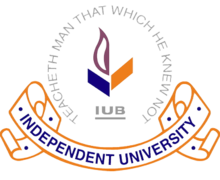 TEACHETH MAN THAT WHICH HE KNEW NOT
IUB
· INDEPENDENT UNIVERSITY ·